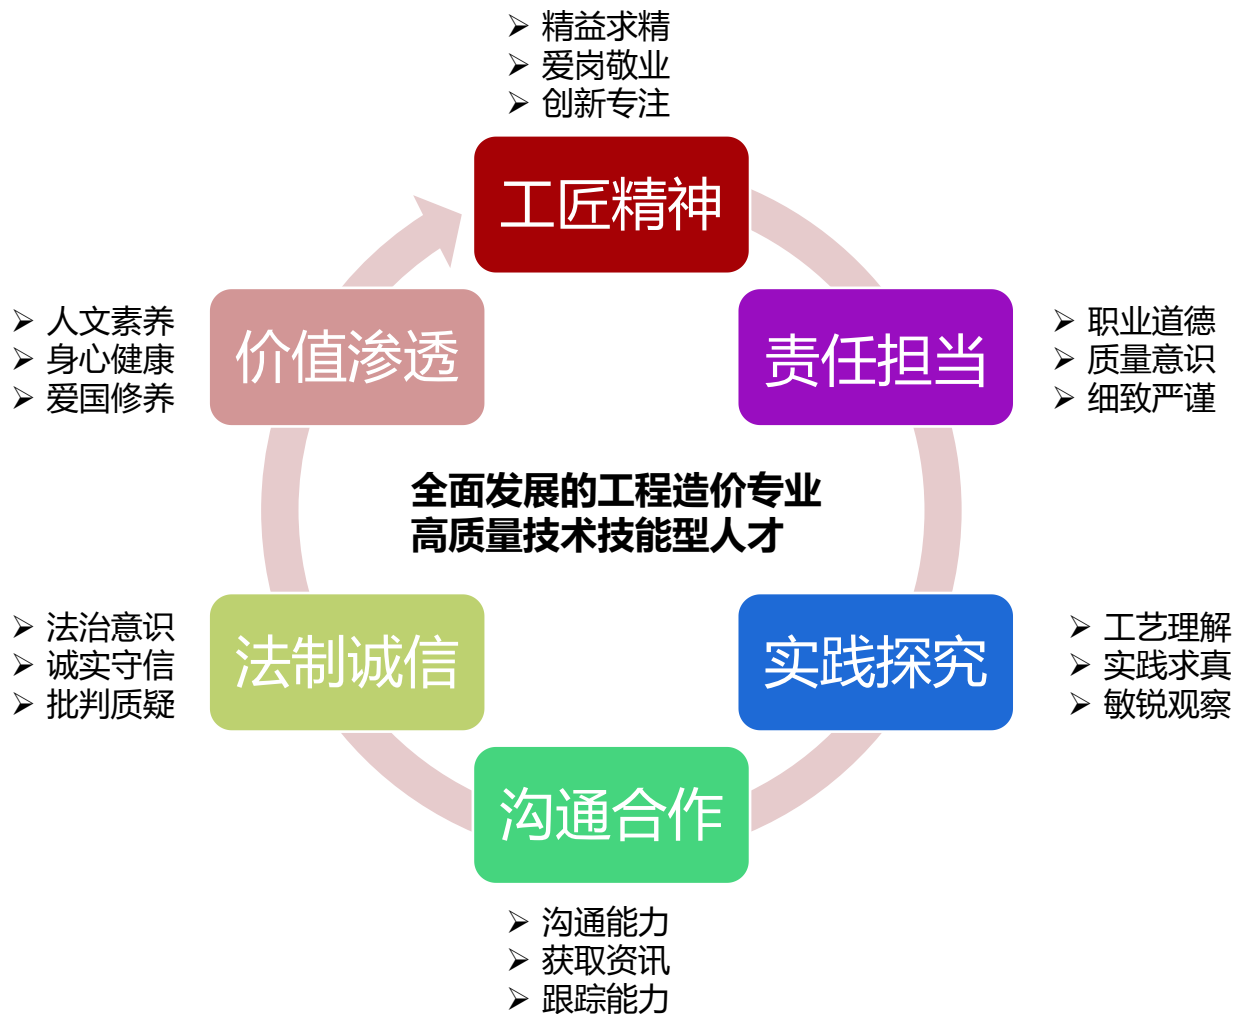 ➢ 精益求精
➢ 爱岗敬业
➢ 创新专注
工匠精神
责任担当
➢ 职业道德
➢ 质量意识
➢ 细致严谨
实践探究
➢ 工艺理解
➢ 实践求真
➢ 敏锐观察
沟通合作
➢ 沟通能力
➢ 获取资讯
➢ 跟踪能力
法制诚信
➢ 法治意识
➢ 诚实守信
➢ 批判质疑
价值渗透
➢ 人文素养
➢ 身心健康
➢ 爱国修养
全面发展的工程造价专业
高质量技术技能型人才